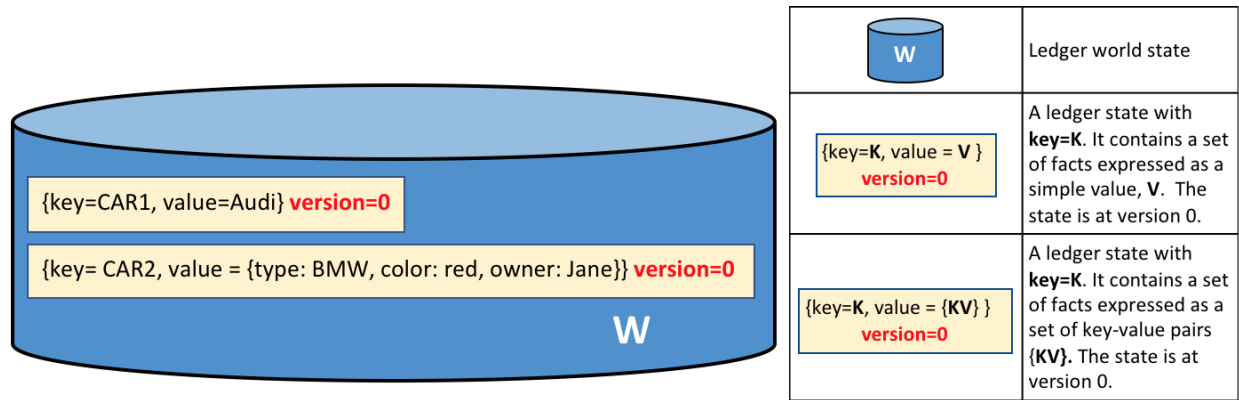 {key=CAR1, value=Audi} version=0
{key= CAR2, value = {type: BMW, color: red, owner: Jane}} version=0
W
W
Ledger world state
{key=K, value = V }
version=0
A ledger state with
key=K. It contains a set
of facts expressed as a
simple value, V.  The
state is at version 0.
{key=K, value = {KV} }
version=0
A ledger state with
key=K. It contains a set
of facts expressed as a
set of key-value pairs
{KV}. The state is at
version 0.